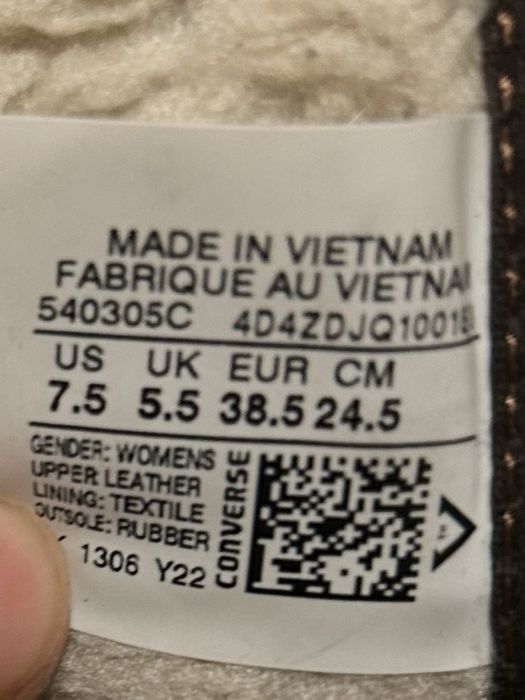 MADE IN VIETNAM
FABRIQUE AU VIETNAM
540305C 4D4ZDJQ1001
US UK EUR CM
7.5 5.5 38.5 24.5
GENDER: WOMENS
UPPER LEATHER
LINING: TEXTILE
OUTSOLE: RUBBER
1306 Y22
CONVERSE